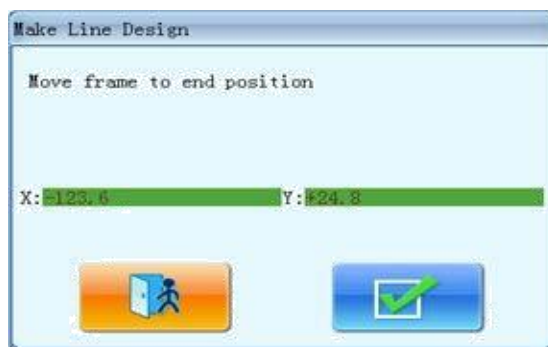 Make Line Design
Move frame to end position
X:-123.6 Y:+24.8